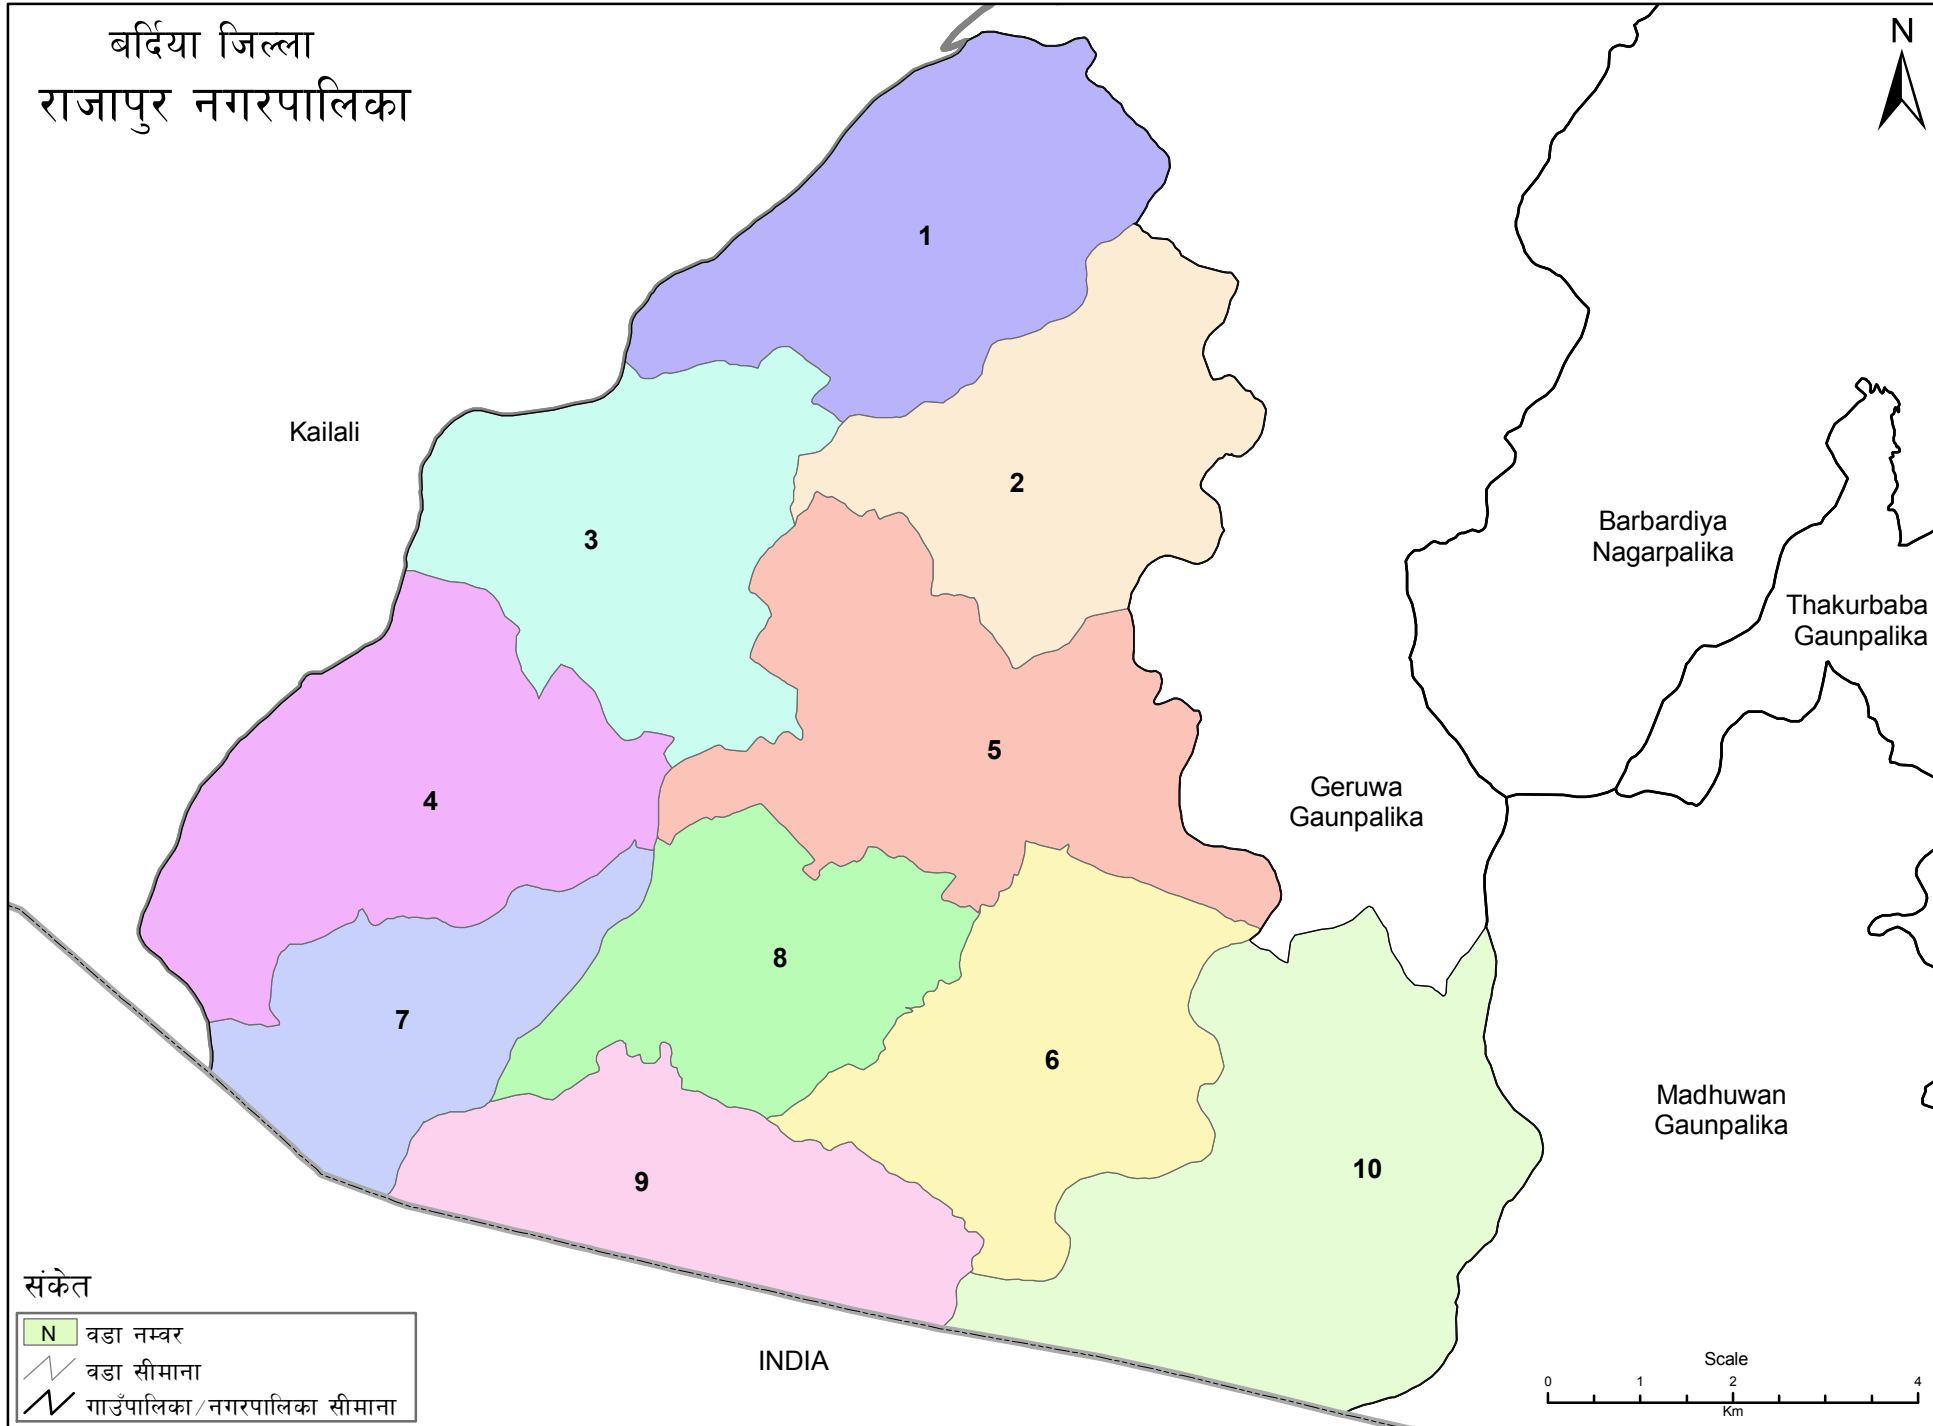 बर्दिया जिल्ला
राजापुर नगरपालिका
N
1
2
3
4
5
6
7
8
9
10
Kailali
Barbardiya
Nagarpalika
Thakurbaba
Gaunpalika
Geruwa
Gaunpalika
Madhuwan
Gaunpalika
INDIA
संकेत
N वडा नम्वर
वडा सीमाना
गाउँपालिका/नगरपालिका सीमाना
Scale
0 1 2 4
Km